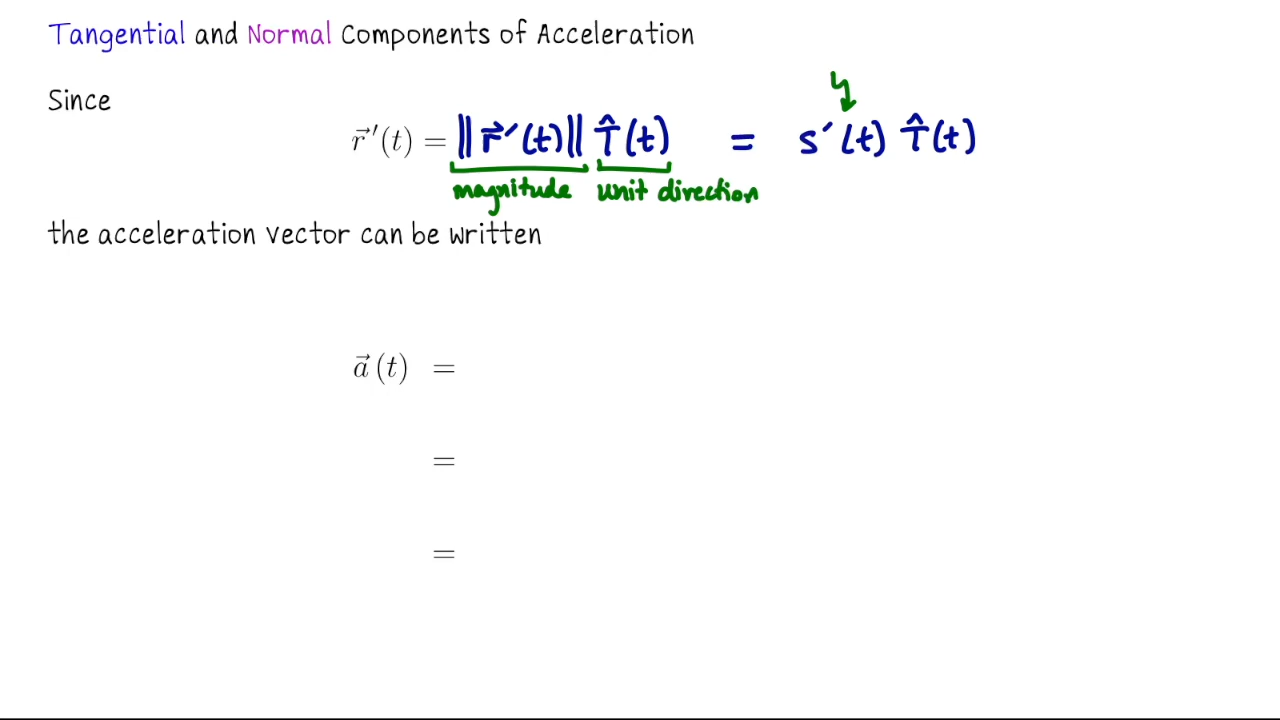 Tangential and Normal Components of Acceleration
Since
r⃗ ′(t) = ‖r⃗′(t)‖ T̂(t) = s′(t) T̂(t)
magnitude unit direction
the acceleration vector can be written
a⃗ (t) =
=
=